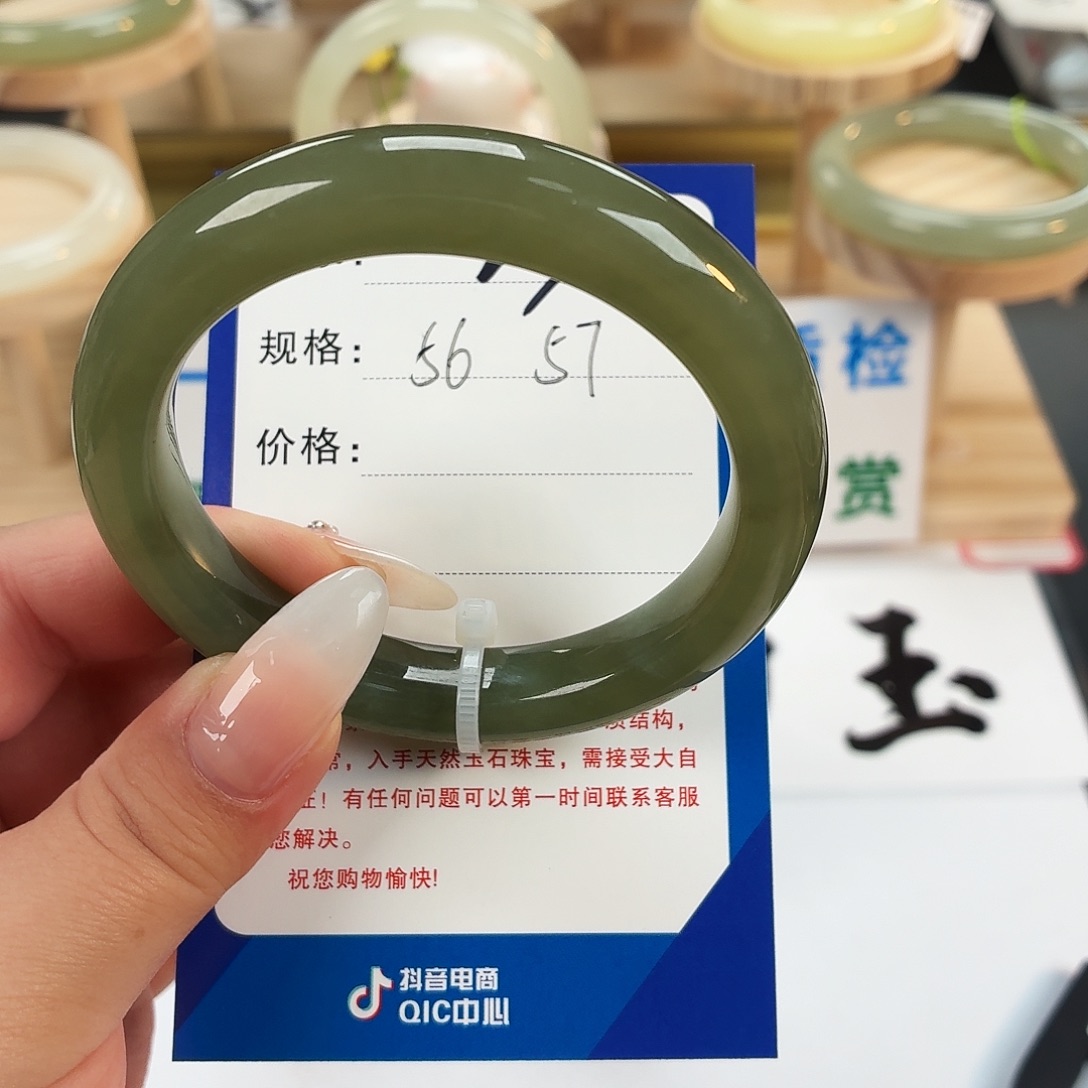 规格： 56 57
价格：
检
赏
玉
质结构，
常，入手天然玉石珠宝，需接受大自
证！有任何问题可以第一时间联系客服
您解决。
祝您购物愉快!
抖音电商
QIC中心